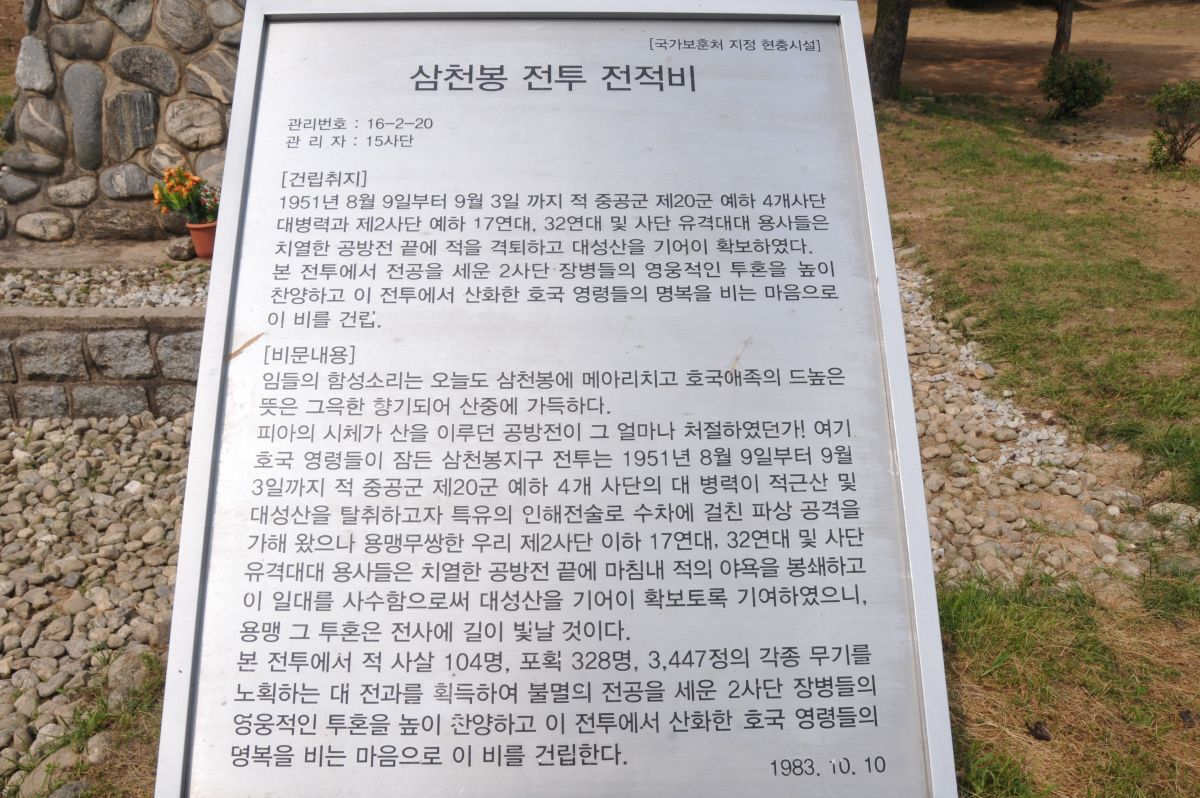 [국가보훈처 지정 현충시설]
삼천봉 전투 전적비
관리번호 : 16-2-20
관 리 자 : 15사단
[건립취지]
1951년 8월 9일부터 9월 3일 까지 적 중공군 제20군 예하 4개사단
대병력과 제2사단 예하 17연대, 32연대 및 사단 유격대대 용사들은
치열한 공방전 끝에 적을 격퇴하고 대성산을 기어이 확보하였다.
본 전투에서 전공을 세운 2사단 장병들의 영웅적인 투혼을 높이
찬양하고 이 전투에서 산화한 호국 영령들의 명복을 비는 마음으로
이 비를 건립.
[비문내용]
임들의 함성소리는 오늘도 삼천봉에 메아리치고 호국애족의 드높은
뜻은 그윽한 향기되어 산중에 가득하다.
피아의 시체가 산을 이루던 공방전이 그 얼마나 처절하였던가! 여기
호국 영령들이 잠든 삼천봉지구 전투는 1951년 8월 9일부터 9월
3일까지 적 중공군 제20군 예하 4개 사단의 대 병력이 적근산 및
대성산을 탈취하고자 특유의 인해전술로 수차에 걸친 파상 공격을
가해 왔으나 용맹무쌍한 우리 제2사단 이하 17연대, 32연대 및 사단
유격대대 용사들은 치열한 공방전 끝에 마침내 적의 야욕을 봉쇄하고
이 일대를 사수함으로써 대성산을 기어이 확보토록 기여하였으니,
용맹 그 투혼은 전사에 길이 빛날 것이다.
본 전투에서 적 사살 104명, 포획 328명, 3,447정의 각종 무기를
노획하는 대 전과를 획득하여 불멸의 전공을 세운 2사단 장병들의
영웅적인 투혼을 높이 찬양하고 이 전투에서 산화한 호국 영령들의
명복을 비는 마음으로 이 비를 건립한다.
1983. 10. 10